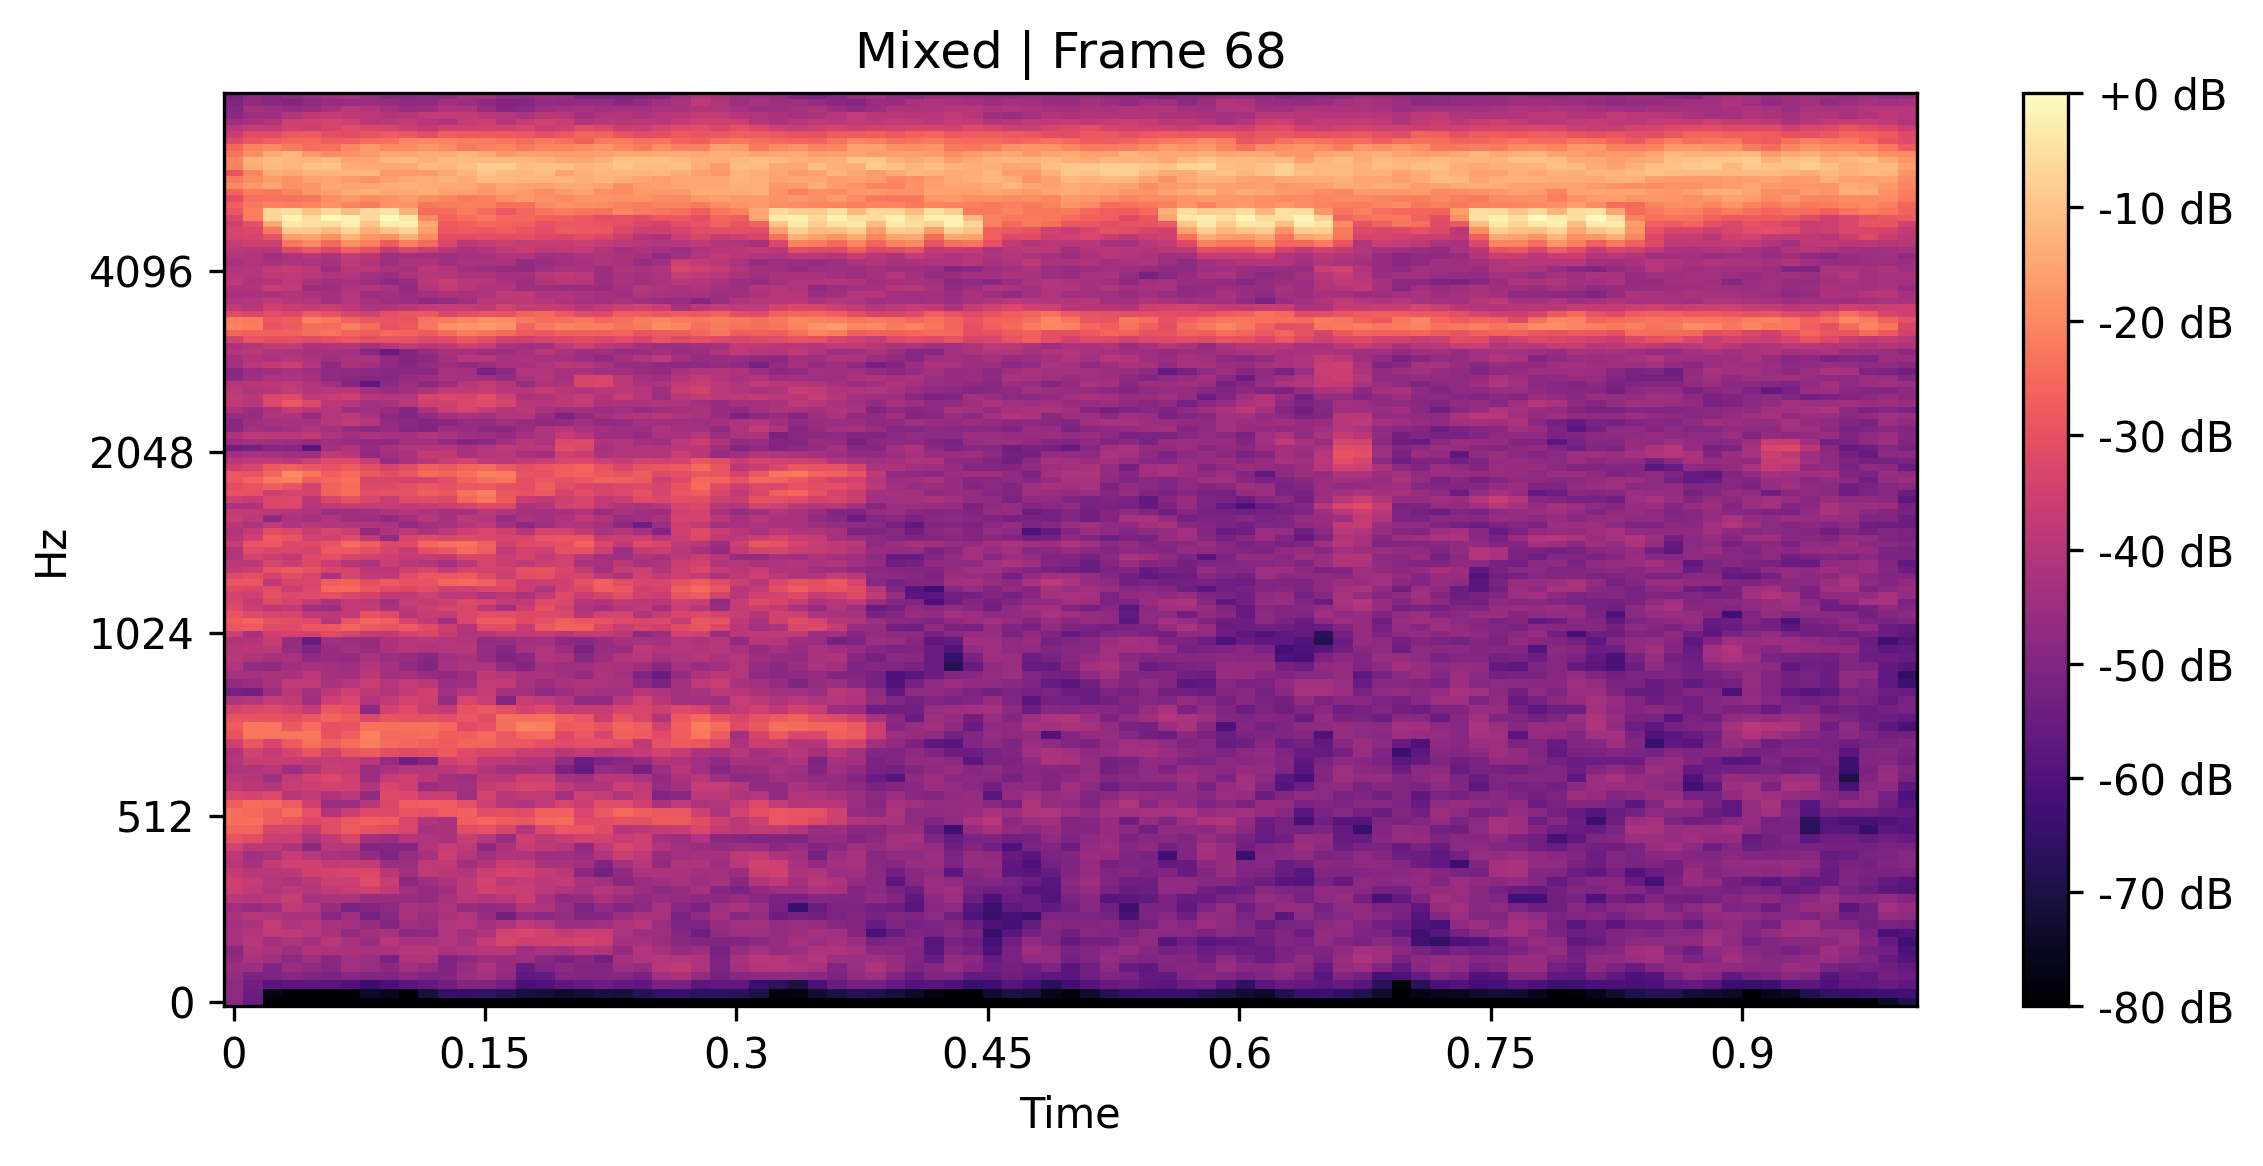 Mixed | Frame 68
+0 dB
-10 dB
-20 dB
-30 dB
-40 dB
-50 dB
-60 dB
-70 dB
-80 dB
Hz
4096
2048
1024
512
0
0 0.15 0.3 0.45 0.6 0.75 0.9
Time